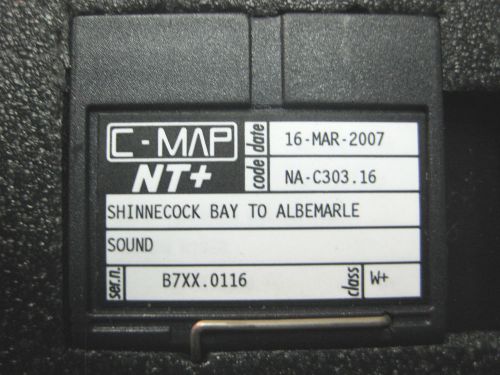 C-MAP
NT+
date 16-MAR-2007
code NA-C303.16
SHINNECOCK BAY TO ALBEMARLE
SOUND
ser.n. B7XX.0116 class W+